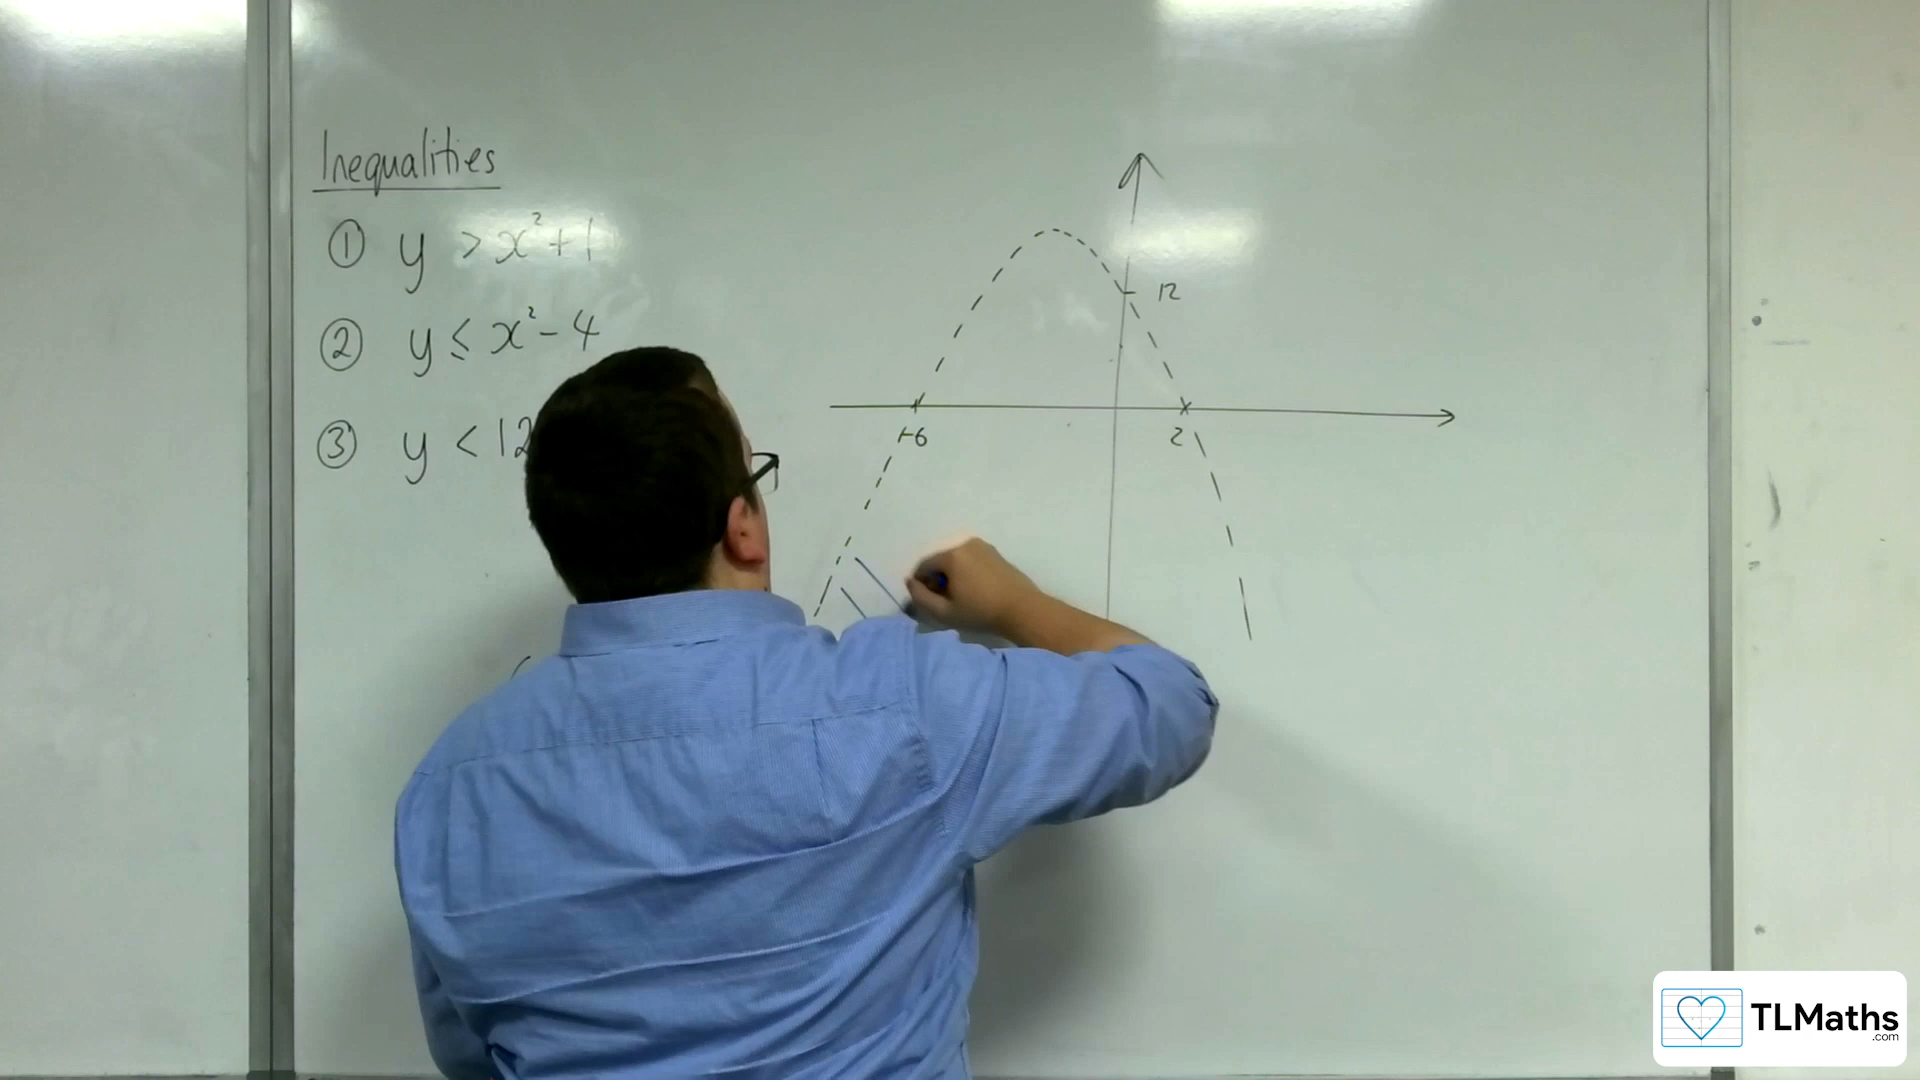 Inequalities
① y > x² + 1
② y ≤ x² - 4
③ y < 12
12
-6
2
TLMaths
.com